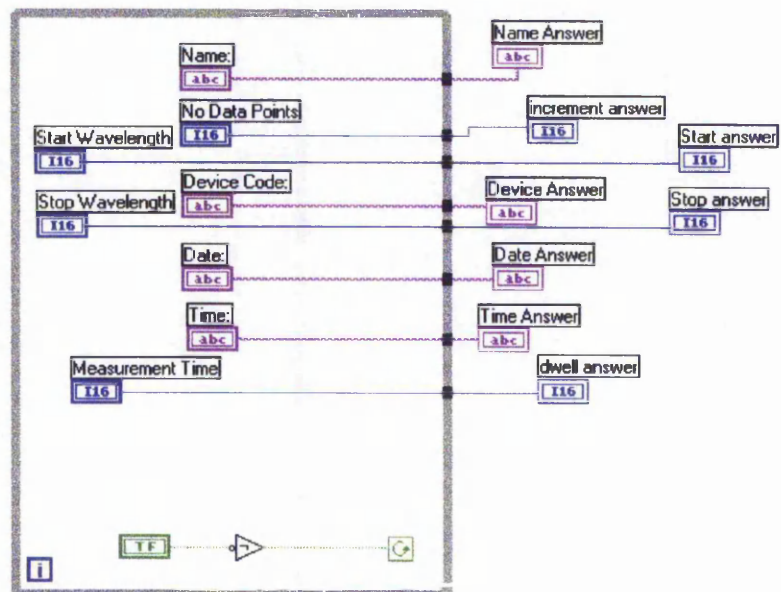 Name Answer
Name:
abc
abc
No Data Points
increment answer
Start Wavelength
I16
I16
Start answer
I16
I16
Device Code:
Device Answer
Stop answer
Stop Wavelength
abc
abc
I16
I16
Date:
Date Answer
abc
abc
Time:
Time Answer
abc
abc
Measurement Time
dwell answer
I16
I16
TF
i